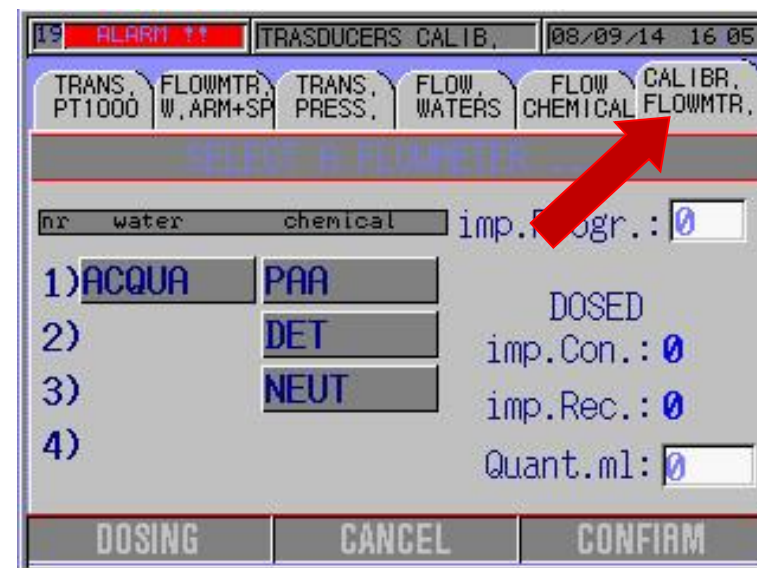 19 ALARM !! TRASDUCERS CALIB. 08/09/14 16 05
TRANS. FLOWMTR. TRANS. FLOW. FLOW CALIBR.
PT1000 W.ARM+SP PRESS. WATERS CHEMICAL FLOWMTR.
SELECT A FLOWMETER ...
nr water chemical imp. :0
1) ACQUA PAA
DOSED
2) DET imp.Con.:0
3) NEUT imp.Rec.:0
4) Quant.ml:0
DOSING CANCEL CONFIRM